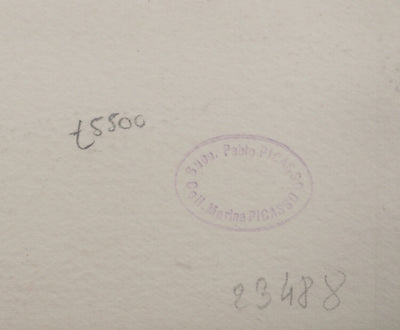 £5500
Succ. Pablo PICASSO
Coll. Marina PICASSO
23488